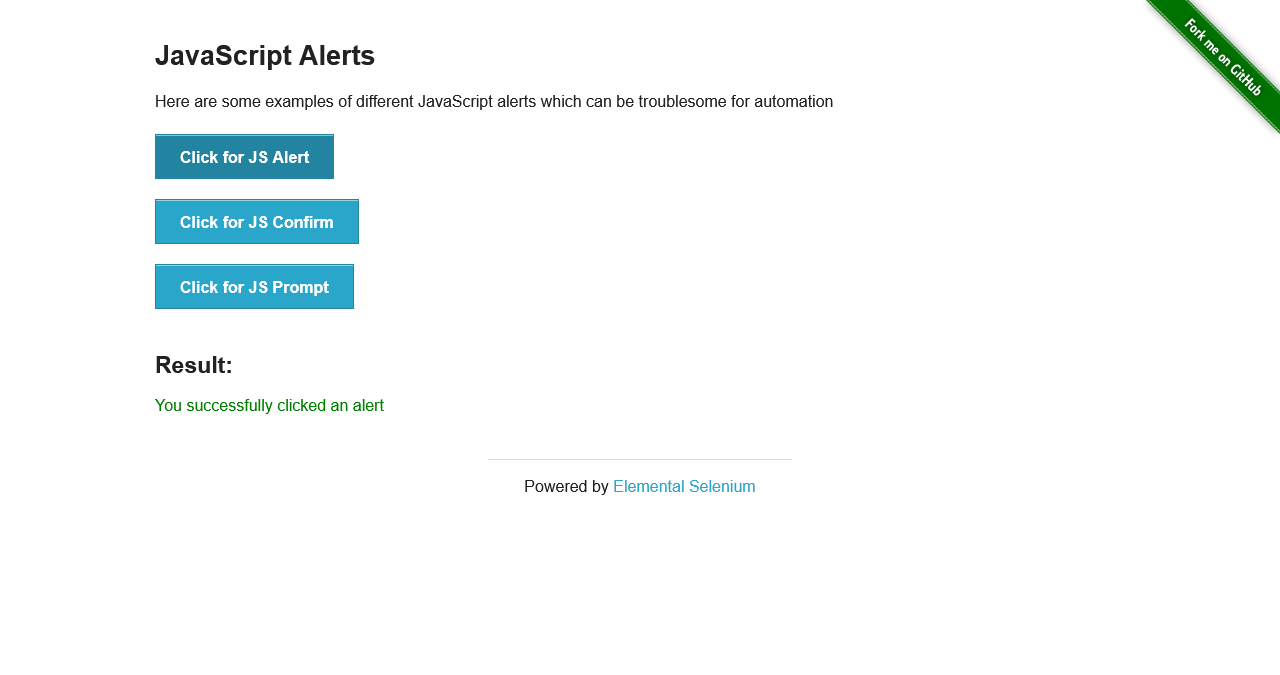 Fork me on GitHub
JavaScript Alerts
Here are some examples of different JavaScript alerts which can be troublesome for automation
Click for JS Alert
Click for JS Confirm
Click for JS Prompt
Result:
You successfully clicked an alert
Powered by Elemental Selenium